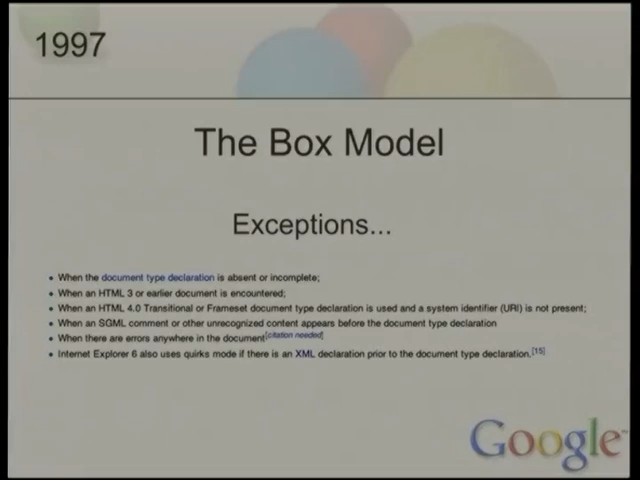 1997
The Box Model
Exceptions...
• When the document type declaration is absent or incomplete;
• When an HTML 3 or earlier document is encountered;
• When an HTML 4.0 Transitional or Frameset document type declaration is used and a system identifier (URI) is not present;
• When an SGML comment or other unrecognized content appears before the document type declaration
• When there are errors anywhere in the document[citation needed]
• Internet Explorer 6 also uses quirks mode if there is an XML declaration prior to the document type declaration.[15]
Google™